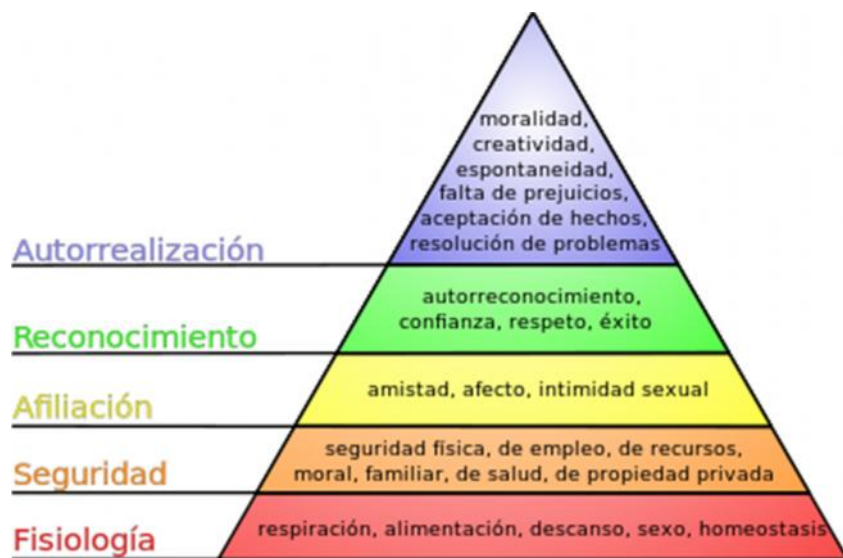 moralidad,
creatividad,
espontaneidad,
falta de prejuicios,
aceptación de hechos,
resolución de problemas
Autorrealización
autorreconocimiento,
confianza, respeto, éxito
Reconocimiento
amistad, afecto, intimidad sexual
Afiliación
seguridad física, de empleo, de recursos,
moral, familiar, de salud, de propiedad privada
Seguridad
respiración, alimentación, descanso, sexo, homeostasis
Fisiología